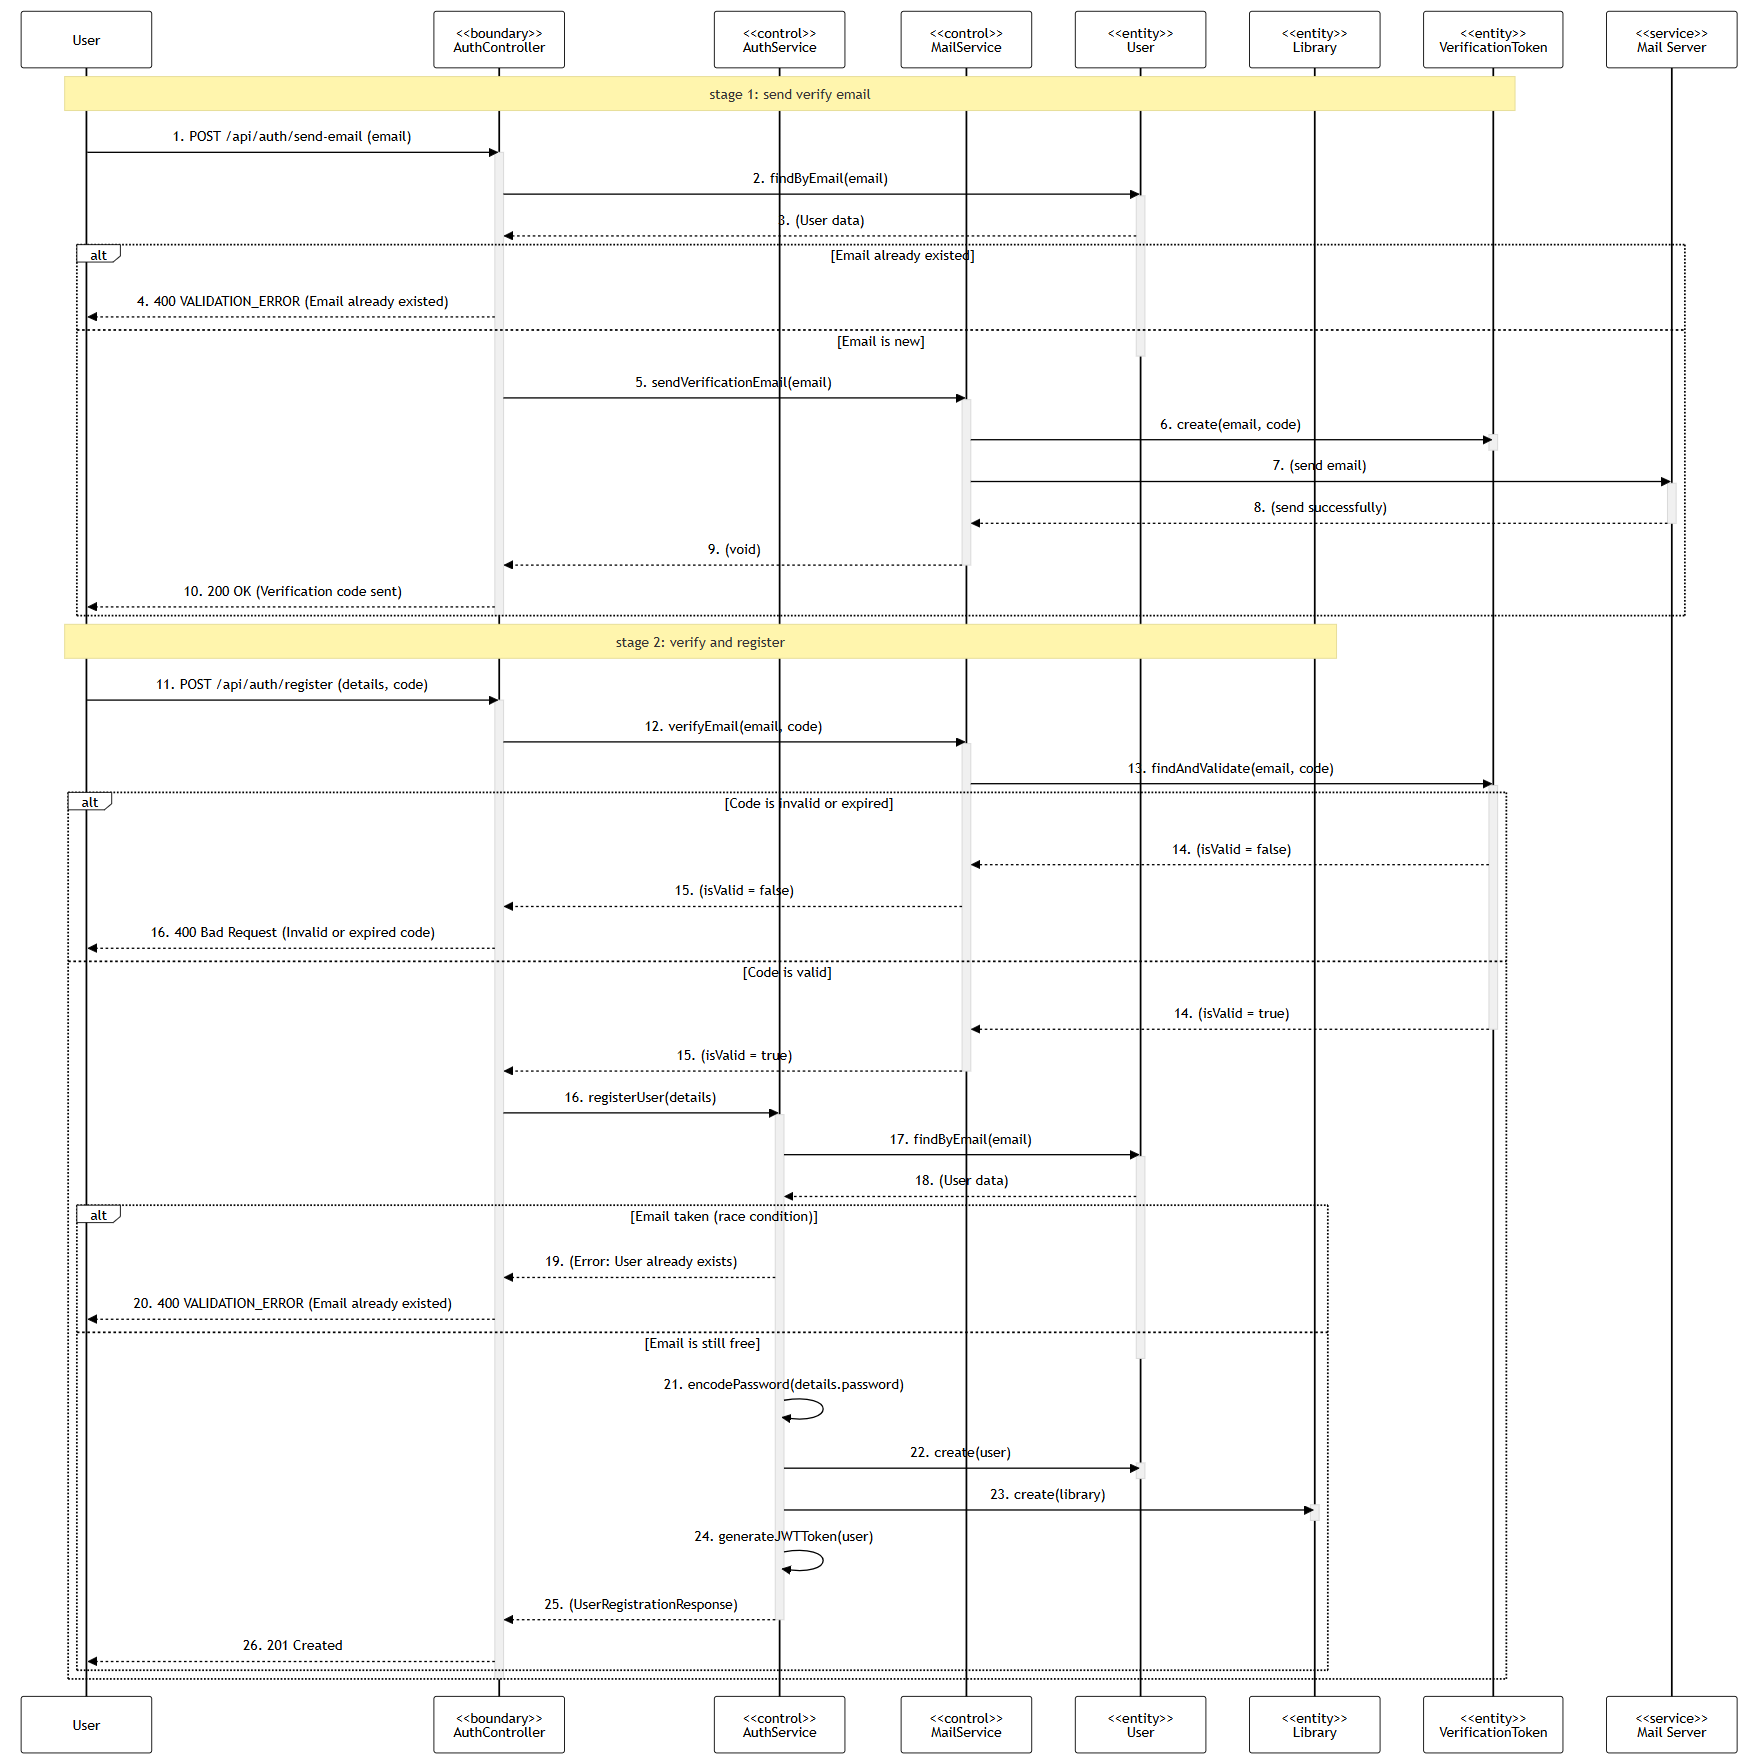 User
<<boundary>>
AuthController
<<control>>
AuthService
<<control>>
MailService
<<entity>>
User
<<entity>>
Library
<<entity>>
VerificationToken
<<service>>
Mail Server
stage 1: send verify email
1. POST /api/auth/send-email (email)
2. findByEmail(email)
3. (User data)
alt
[Email already existed]
4. 400 VALIDATION_ERROR (Email already existed)
[Email is new]
5. sendVerificationEmail(email)
6. create(email, code)
7. (send email)
8. (send successfully)
9. (void)
10. 200 OK (Verification code sent)
stage 2: verify and register
11. POST /api/auth/register (details, code)
12. verifyEmail(email, code)
13. findAndValidate(email, code)
alt
[Code is invalid or expired]
14. (isValid = false)
15. (isValid = false)
16. 400 Bad Request (Invalid or expired code)
[Code is valid]
14. (isValid = true)
15. (isValid = true)
16. registerUser(details)
17. findByEmail(email)
18. (User data)
alt
[Email taken (race condition)]
19. (Error: User already exists)
20. 400 VALIDATION_ERROR (Email already existed)
[Email is still free]
21. encodePassword(details.password)
22. create(user)
23. create(library)
24. generateJWTToken(user)
25. (UserRegistrationResponse)
26. 201 Created
User
<<boundary>>
AuthController
<<control>>
AuthService
<<control>>
MailService
<<entity>>
User
<<entity>>
Library
<<entity>>
VerificationToken
<<service>>
Mail Server